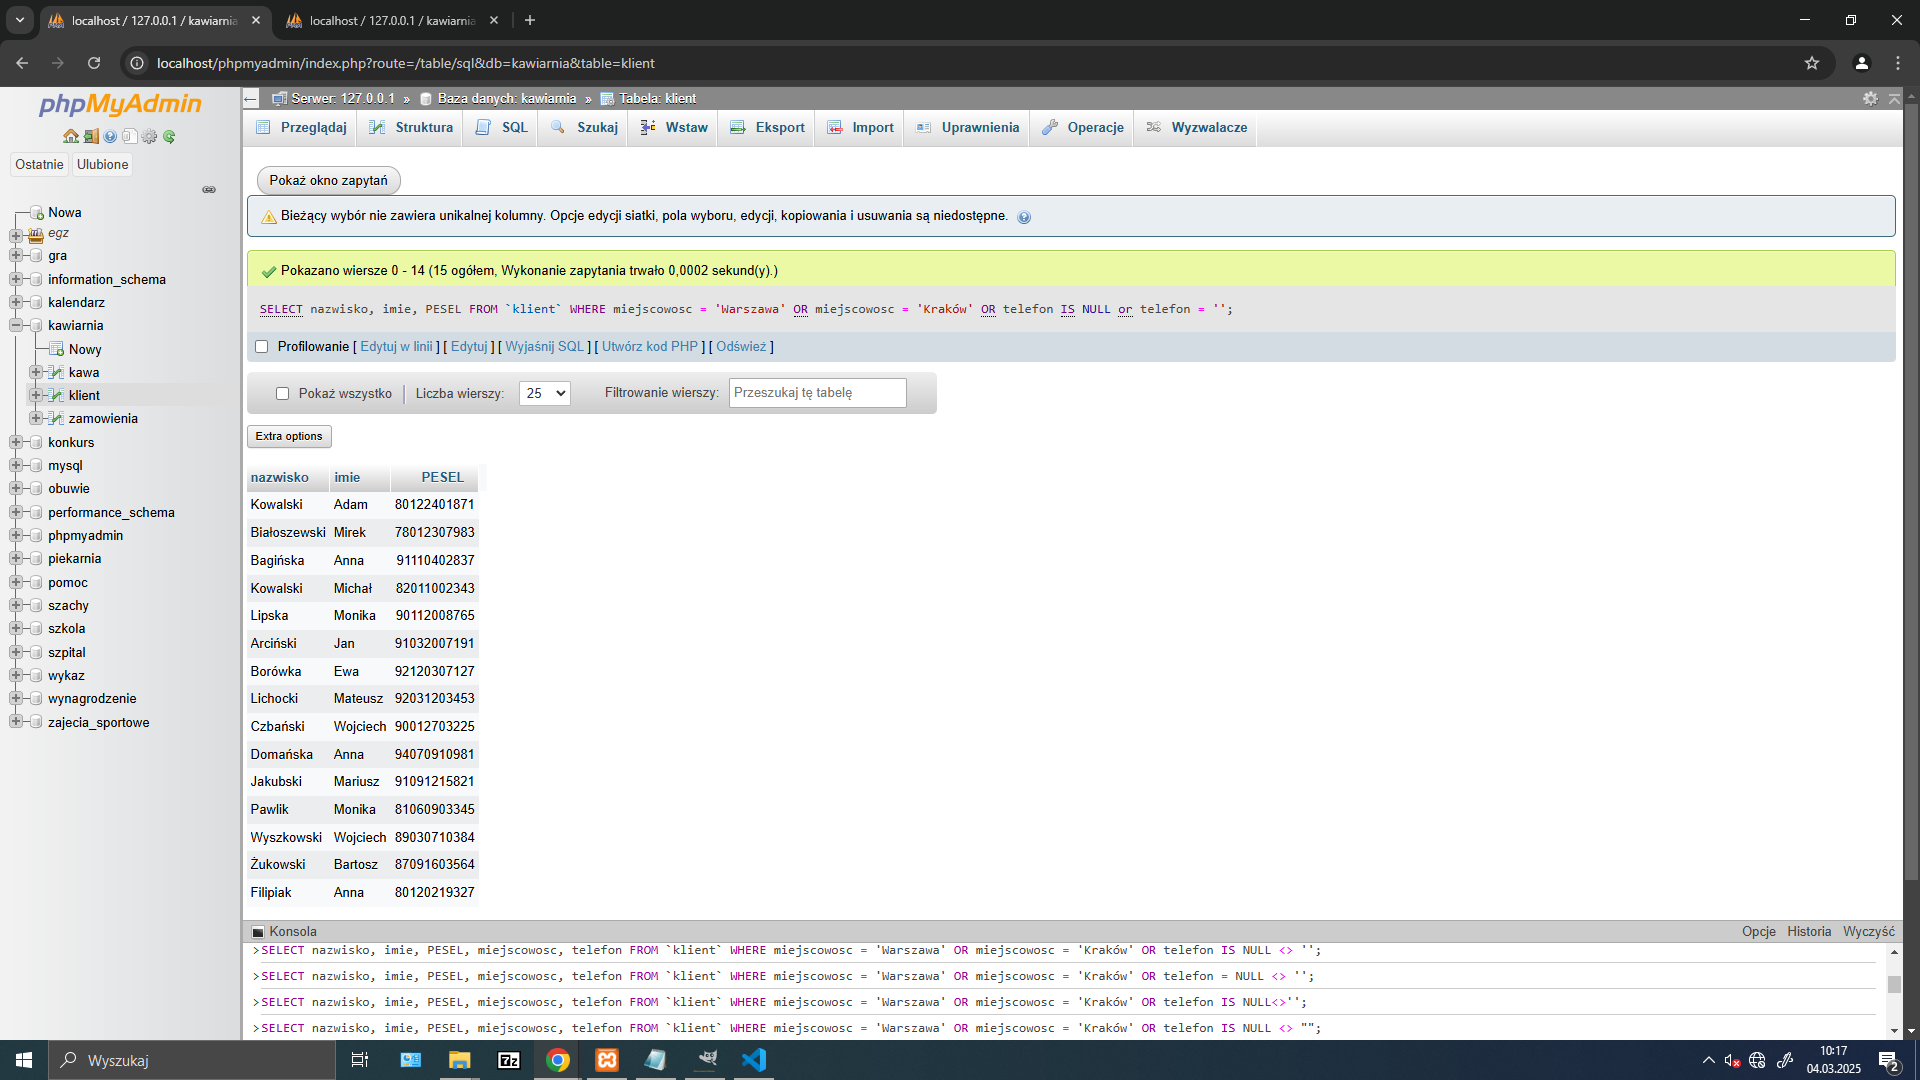 localhost / 127.0.0.1 / kawiarnia
localhost / 127.0.0.1 / kawiarnia
localhost/phpmyadmin/index.php?route=/table/sql&db=kawiarnia&table=klient
phpMyAdmin
Ostatnie
Ulubione
Nowa
egz
gra
information_schema
kalendarz
kawiarnia
Nowy
kawa
klient
zamowienia
konkurs
mysql
obuwie
performance_schema
phpmyadmin
piekarnia
pomoc
szachy
szkola
szpital
wykaz
wynagrodzenie
zajecia_sportowe
Serwer: 127.0.0.1 » Baza danych: kawiarnia » Tabela: klient
Przeglądaj Struktura SQL Szukaj Wstaw Eksport Import Uprawnienia Operacje Wyzwalacze
Pokaż okno zapytań
Bieżący wybór nie zawiera unikalnej kolumny. Opcje edycji siatki, pola wyboru, edycji, kopiowania i usuwania są niedostępne.
Pokazano wiersze 0 - 14 (15 ogółem, Wykonanie zapytania trwało 0,0002 sekund(y).)
SELECT nazwisko, imie, PESEL FROM `klient` WHERE miejscowosc = 'Warszawa' OR miejscowosc = 'Kraków' OR telefon IS NULL or telefon = '';
Profilowanie [ Edytuj w linii ] [ Edytuj ] [ Wyjaśnij SQL ] [ Utwórz kod PHP ] [ Odśwież ]
Pokaż wszystko Liczba wierszy: 25 Filtrowanie wierszy: Przeszukaj tę tabelę
Extra options
nazwisko imie PESEL
Kowalski Adam 80122401871
Białoszewski Mirek 78012307983
Bagińska Anna 91110402837
Kowalski Michał 82011002343
Lipska Monika 90112008765
Arciński Jan 91032007191
Borówka Ewa 92120307127
Lichocki Mateusz 92031203453
Czbański Wojciech 90012703225
Domańska Anna 94070910981
Jakubski Mariusz 91091215821
Pawlik Monika 81060903345
Wyszkowski Wojciech 89030710384
Żukowski Bartosz 87091603564
Filipiak Anna 80120219327
Konsola
Opcje Historia Wyczyść
>SELECT nazwisko, imie, PESEL, miejscowosc, telefon FROM `klient` WHERE miejscowosc = 'Warszawa' OR miejscowosc = 'Kraków' OR telefon IS NULL <> '';
>SELECT nazwisko, imie, PESEL, miejscowosc, telefon FROM `klient` WHERE miejscowosc = 'Warszawa' OR miejscowosc = 'Kraków' OR telefon = NULL <> '';
>SELECT nazwisko, imie, PESEL, miejscowosc, telefon FROM `klient` WHERE miejscowosc = 'Warszawa' OR miejscowosc = 'Kraków' OR telefon IS NULL<>'';
>SELECT nazwisko, imie, PESEL, miejscowosc, telefon FROM `klient` WHERE miejscowosc = 'Warszawa' OR miejscowosc = 'Kraków' OR telefon IS NULL <> "";
Wyszukaj
7z
10:17
04.03.2025
2